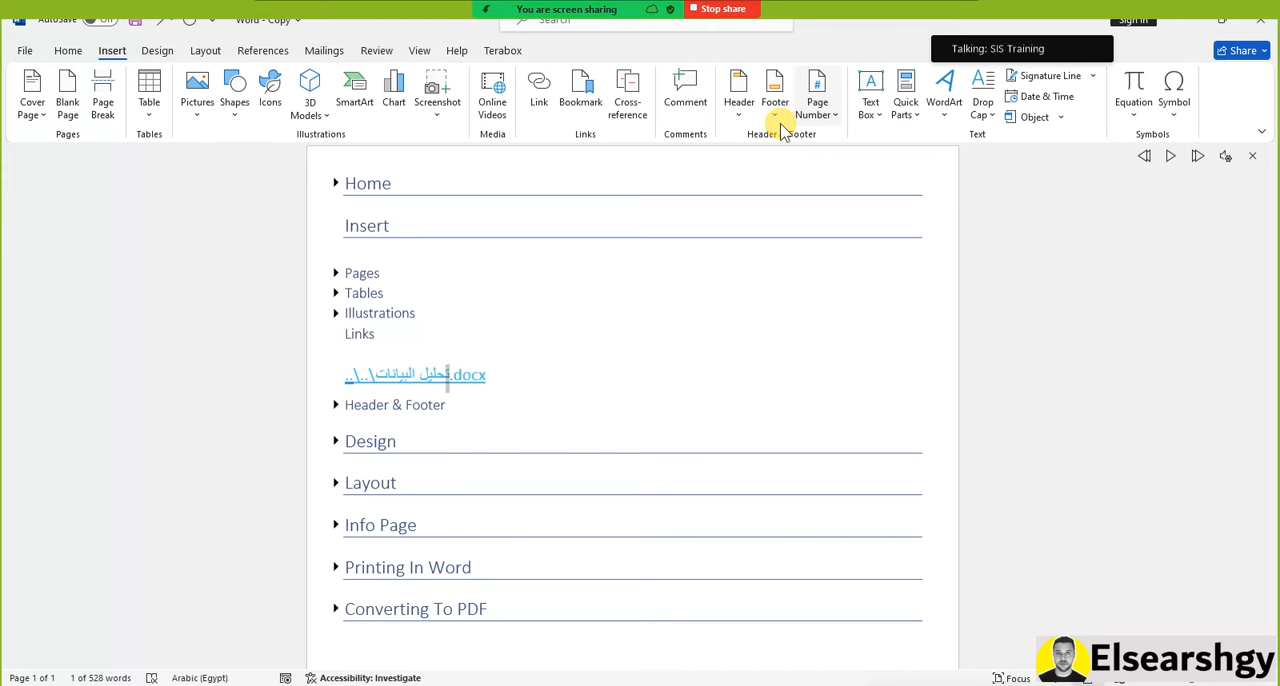 You are screen sharing
Stop share
Word - Copy
Search
Sign in
Talking: SIS Training
File Home Insert Design Layout References Mailings Review View Help Terabox
Share
Cover Page
Blank Page
Page Break
Table
Pictures
Shapes
Icons
3D Models
SmartArt
Chart
Screenshot
Online Videos
Link
Bookmark
Cross-reference
Comment
Header
Footer
Page Number
Text Box
Quick Parts
WordArt
Drop Cap
Signature Line
Date & Time
Object
Equation
Symbol
Pages Tables Illustrations Media Links Comments Header Footer Text Symbols
Home
Insert
Pages
Tables
Illustrations
Links
..\..\تحليل البيانات.docx
Header & Footer
Design
Layout
Info Page
Printing In Word
Converting To PDF
Elsearshgy
Page 1 of 1 1 of 528 words Arabic (Egypt) Accessibility: Investigate Focus